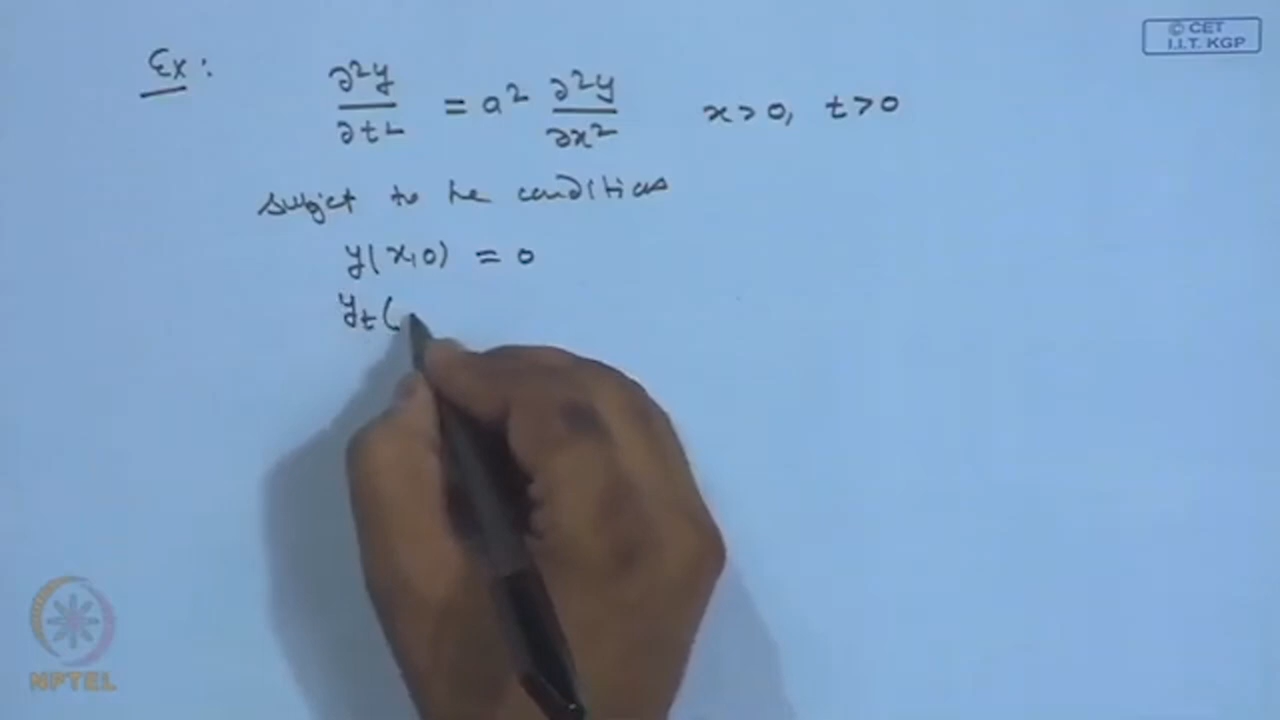 © CET
I.I.T. KGP
Ex:
∂²y/∂t² = a² ∂²y/∂x² x>0, t>0
subject to the conditions
y(x,0) = 0
y_t(
NPTEL